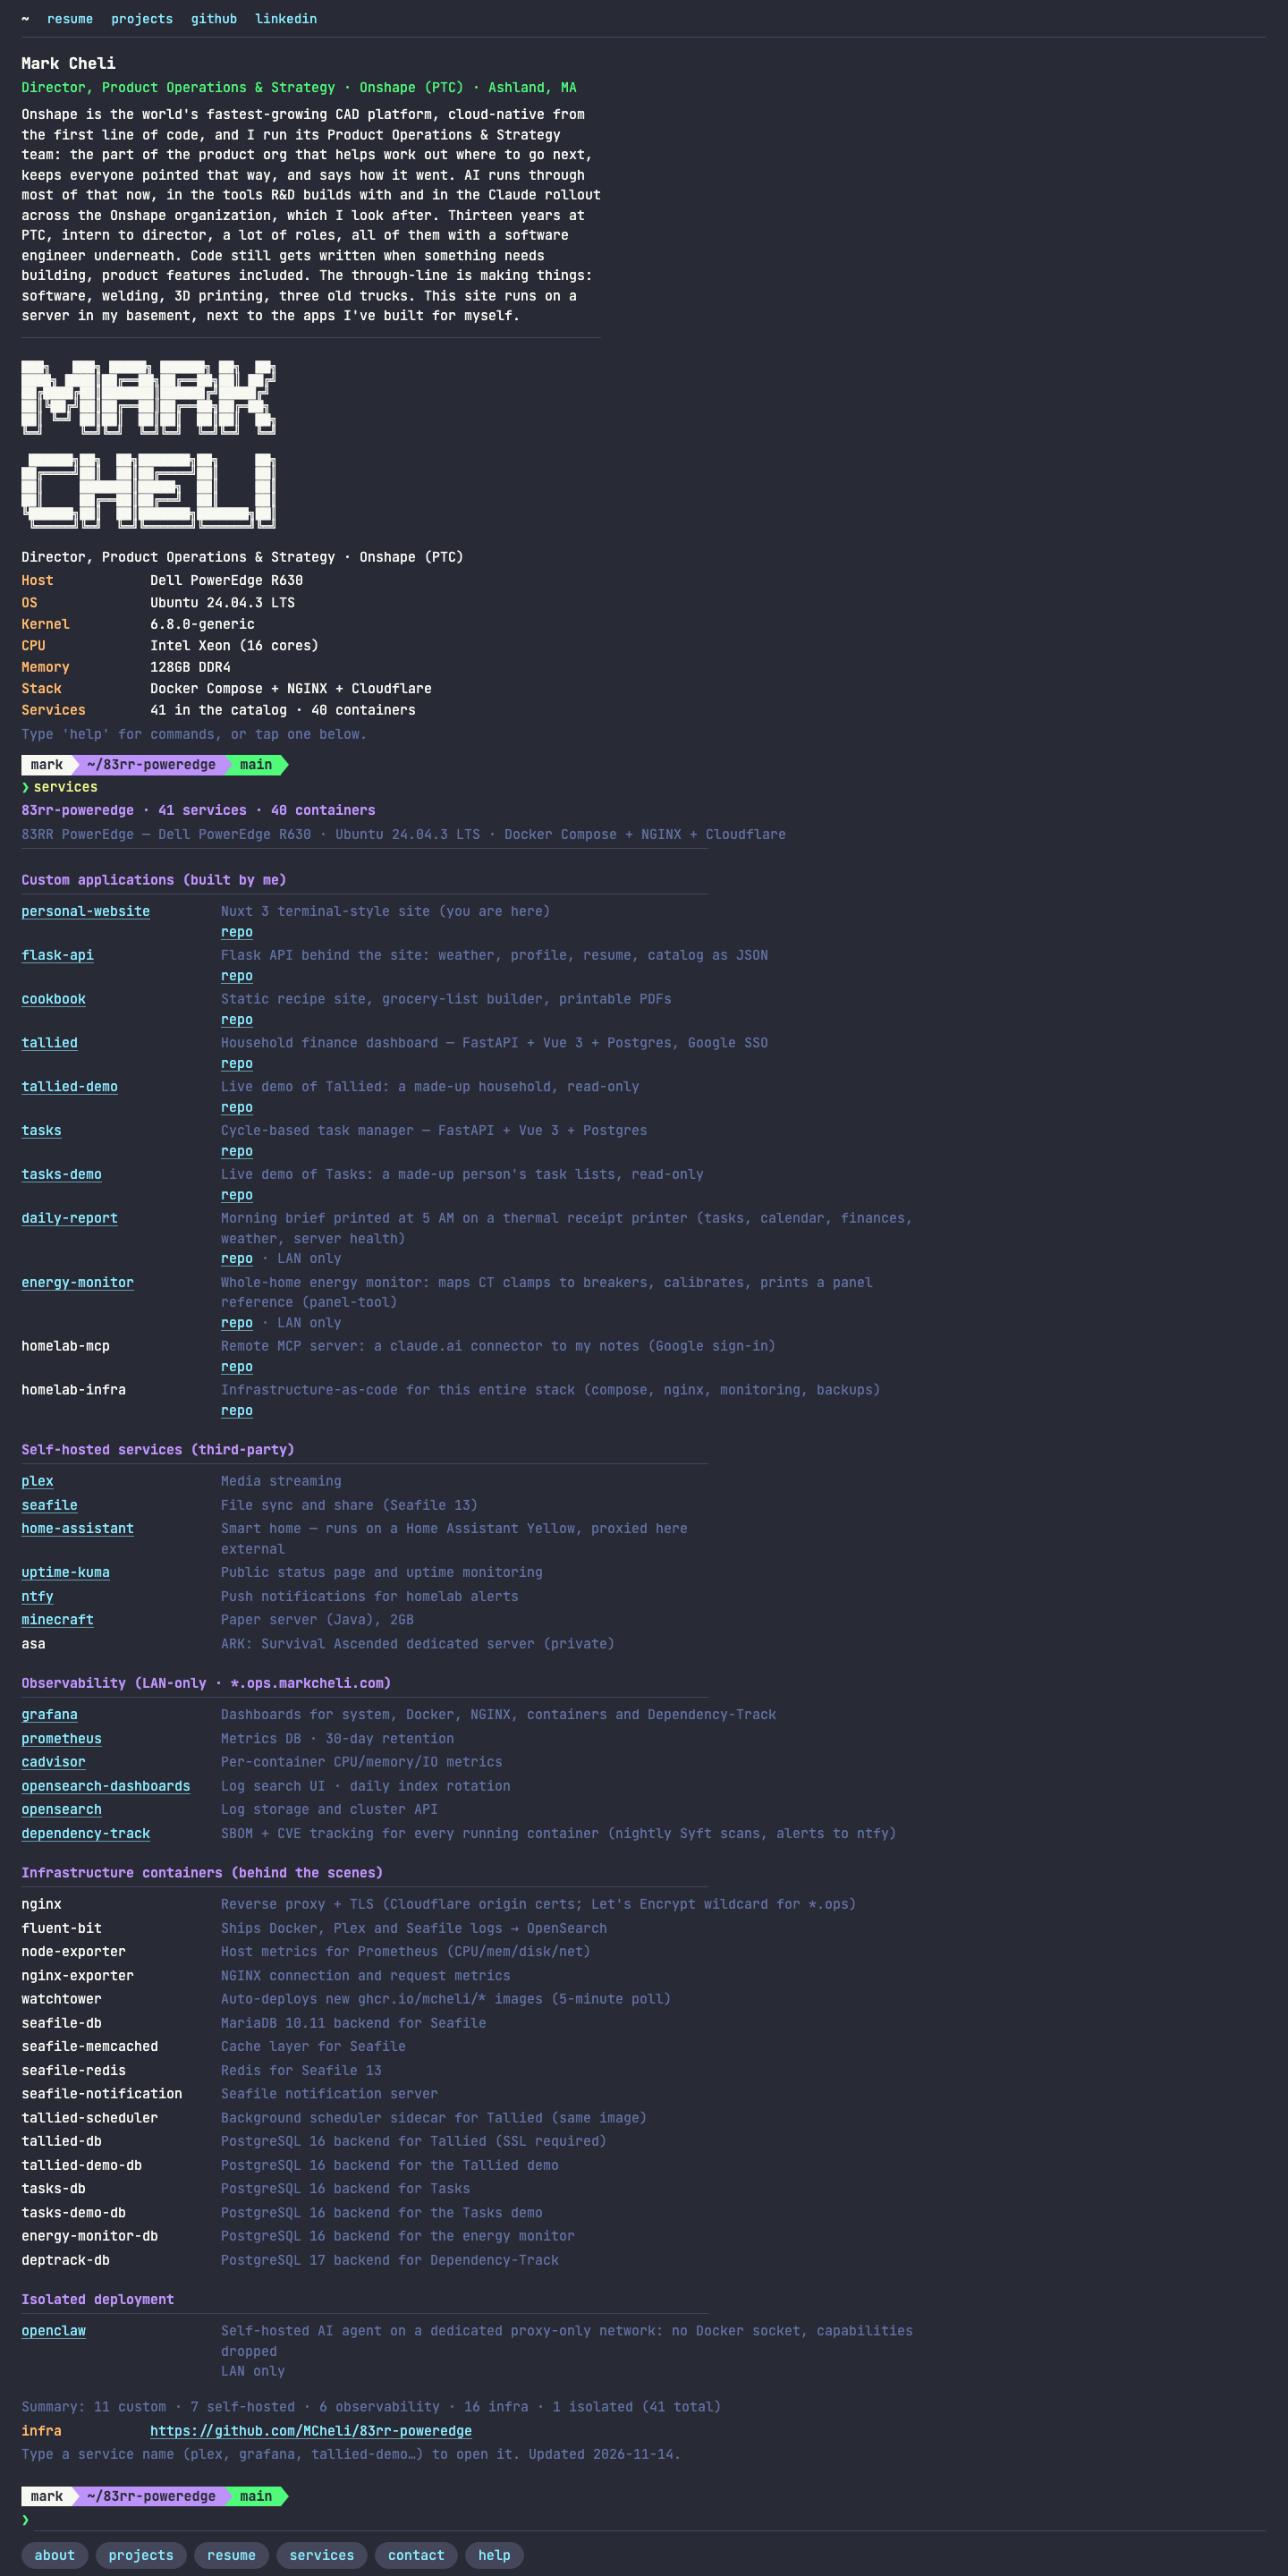 ~ resume projects github linkedin
Mark Cheli
Director, Product Operations & Strategy · Onshape (PTC) · Ashland, MA
Onshape is the world's fastest-growing CAD platform, cloud-native from
the first line of code, and I run its Product Operations & Strategy
team: the part of the product org that helps work out where to go next,
keeps everyone pointed that way, and says how it went. AI runs through
most of that now, in the tools R&D builds with and in the Claude rollout
across the Onshape organization, which I look after. Thirteen years at
PTC, intern to director, a lot of roles, all of them with a software
engineer underneath. Code still gets written when something needs
building, product features included. The through-line is making things:
software, welding, 3D printing, three old trucks. This site runs on a
server in my basement, next to the apps I've built for myself.
MARK
CHELI
Director, Product Operations & Strategy · Onshape (PTC)
Host Dell PowerEdge R630
OS Ubuntu 24.04.3 LTS
Kernel 6.8.0-generic
CPU Intel Xeon (16 cores)
Memory 128GB DDR4
Stack Docker Compose + NGINX + Cloudflare
Services 41 in the catalog · 40 containers
Type 'help' for commands, or tap one below.
mark ~/83rr-poweredge main
❯ services
83rr-poweredge · 41 services · 40 containers
83RR PowerEdge — Dell PowerEdge R630 · Ubuntu 24.04.3 LTS · Docker Compose + NGINX + Cloudflare
Custom applications (built by me)
personal-website Nuxt 3 terminal-style site (you are here)
repo
flask-api Flask API behind the site: weather, profile, resume, catalog as JSON
repo
cookbook Static recipe site, grocery-list builder, printable PDFs
repo
tallied Household finance dashboard — FastAPI + Vue 3 + Postgres, Google SSO
repo
tallied-demo Live demo of Tallied: a made-up household, read-only
repo
tasks Cycle-based task manager — FastAPI + Vue 3 + Postgres
repo
tasks-demo Live demo of Tasks: a made-up person's task lists, read-only
repo
daily-report Morning brief printed at 5 AM on a thermal receipt printer (tasks, calendar, finances,
weather, server health)
repo · LAN only
energy-monitor Whole-home energy monitor: maps CT clamps to breakers, calibrates, prints a panel
reference (panel-tool)
repo · LAN only
homelab-mcp Remote MCP server: a claude.ai connector to my notes (Google sign-in)
repo
homelab-infra Infrastructure-as-code for this entire stack (compose, nginx, monitoring, backups)
repo
Self-hosted services (third-party)
plex Media streaming
seafile File sync and share (Seafile 13)
home-assistant Smart home — runs on a Home Assistant Yellow, proxied here
external
uptime-kuma Public status page and uptime monitoring
ntfy Push notifications for homelab alerts
minecraft Paper server (Java), 2GB
asa ARK: Survival Ascended dedicated server (private)
Observability (LAN-only · *.ops.markcheli.com)
grafana Dashboards for system, Docker, NGINX, containers and Dependency-Track
prometheus Metrics DB · 30-day retention
cadvisor Per-container CPU/memory/IO metrics
opensearch-dashboards Log search UI · daily index rotation
opensearch Log storage and cluster API
dependency-track SBOM + CVE tracking for every running container (nightly Syft scans, alerts to ntfy)
Infrastructure containers (behind the scenes)
nginx Reverse proxy + TLS (Cloudflare origin certs; Let's Encrypt wildcard for *.ops)
fluent-bit Ships Docker, Plex and Seafile logs → OpenSearch
node-exporter Host metrics for Prometheus (CPU/mem/disk/net)
nginx-exporter NGINX connection and request metrics
watchtower Auto-deploys new ghcr.io/mcheli/* images (5-minute poll)
seafile-db MariaDB 10.11 backend for Seafile
seafile-memcached Cache layer for Seafile
seafile-redis Redis for Seafile 13
seafile-notification Seafile notification server
tallied-scheduler Background scheduler sidecar for Tallied (same image)
tallied-db PostgreSQL 16 backend for Tallied (SSL required)
tallied-demo-db PostgreSQL 16 backend for the Tallied demo
tasks-db PostgreSQL 16 backend for Tasks
tasks-demo-db PostgreSQL 16 backend for the Tasks demo
energy-monitor-db PostgreSQL 16 backend for the energy monitor
deptrack-db PostgreSQL 17 backend for Dependency-Track
Isolated deployment
openclaw Self-hosted AI agent on a dedicated proxy-only network: no Docker socket, capabilities
dropped
LAN only
Summary: 11 custom · 7 self-hosted · 6 observability · 16 infra · 1 isolated (41 total)
infra https://github.com/MCheli/83rr-poweredge
Type a service name (plex, grafana, tallied-demo…) to open it. Updated 2026-11-14.
mark ~/83rr-poweredge main
❯
about projects resume services contact help